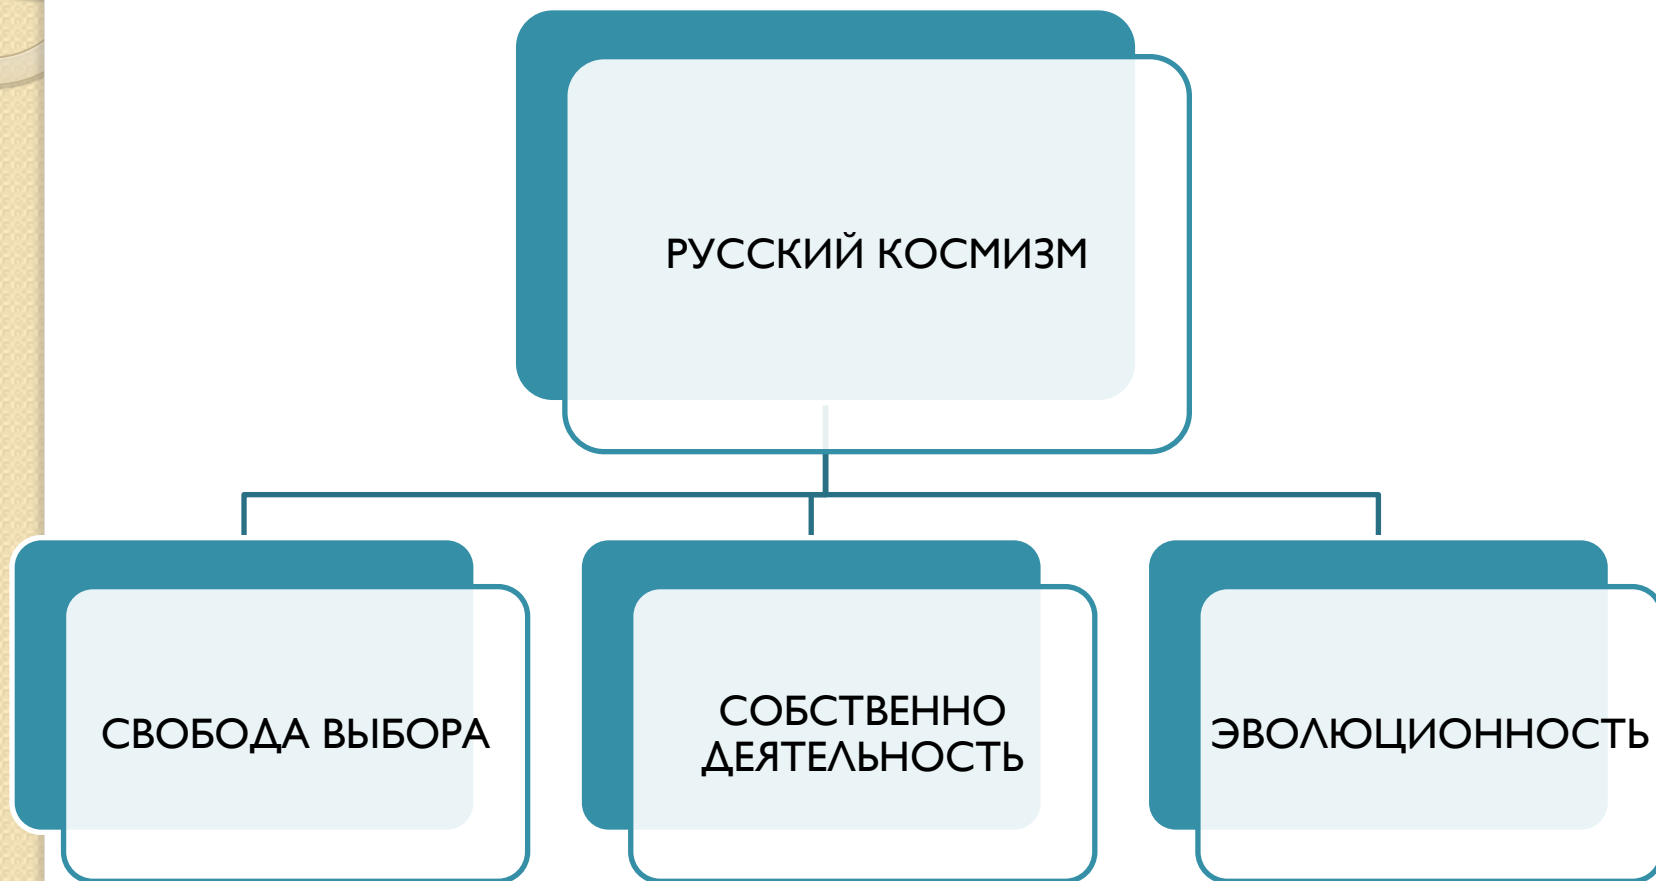 РУССКИЙ КОСМИЗМ
СВОБОДА ВЫБОРА
СОБСТВЕННО
ДЕЯТЕЛЬНОСТЬ
ЭВОЛЮЦИОННОСТЬ